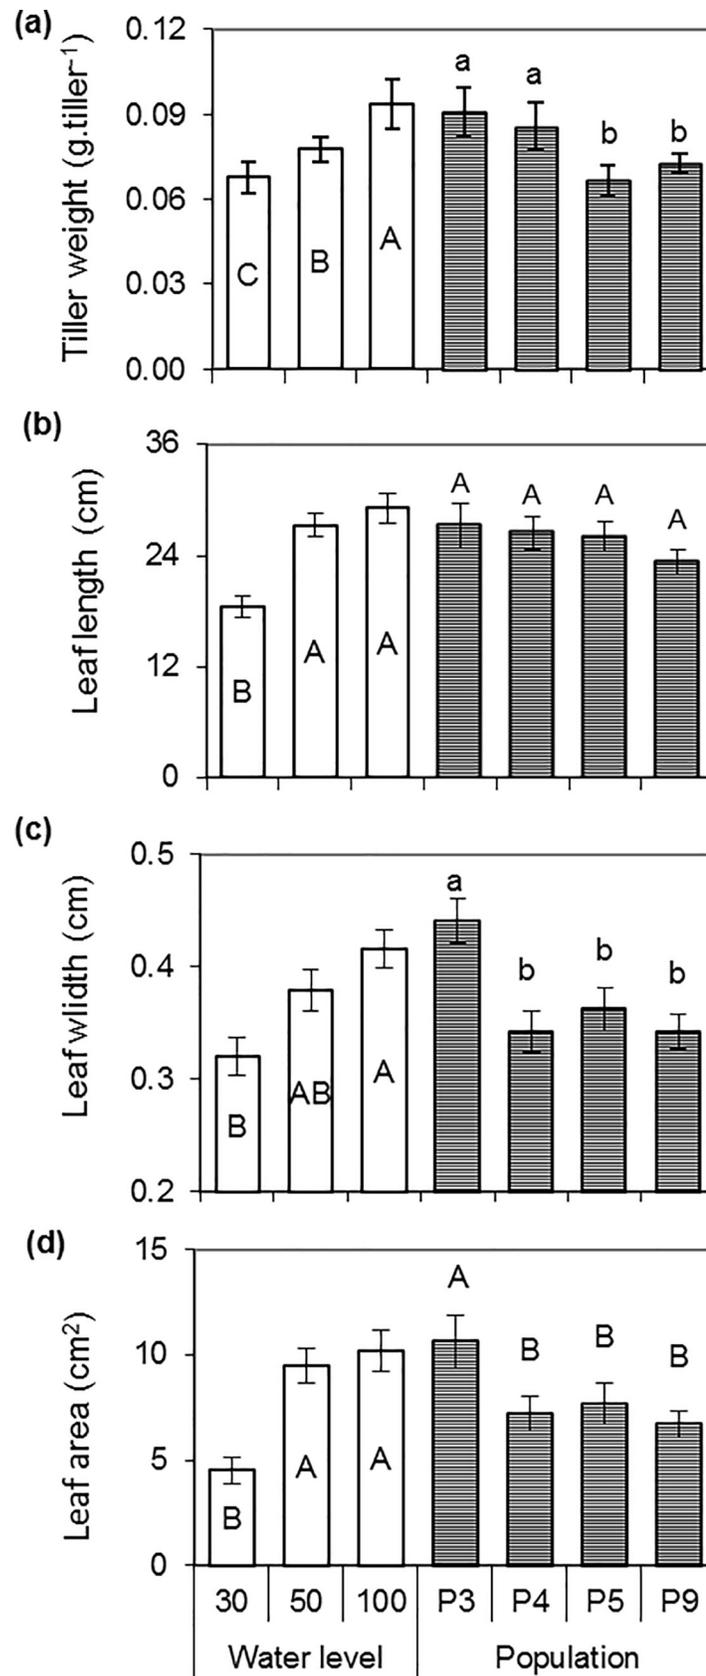 (a)
Tiller weight (g.tiller⁻¹)
0.12
0.09
0.06
0.03
0.00
a
a
b
b
C
B
A
(b)
Leaf length (cm)
36
24
12
0
A
A
A
A
B
A
A
(c)
Leaf wlidth (cm)
0.5
0.4
0.3
0.2
a
b
b
b
B
AB
A
(d)
Leaf area (cm²)
15
10
5
0
A
B
B
B
B
A
A
30 50 100 P3 P4 P5 P9
Water level Population